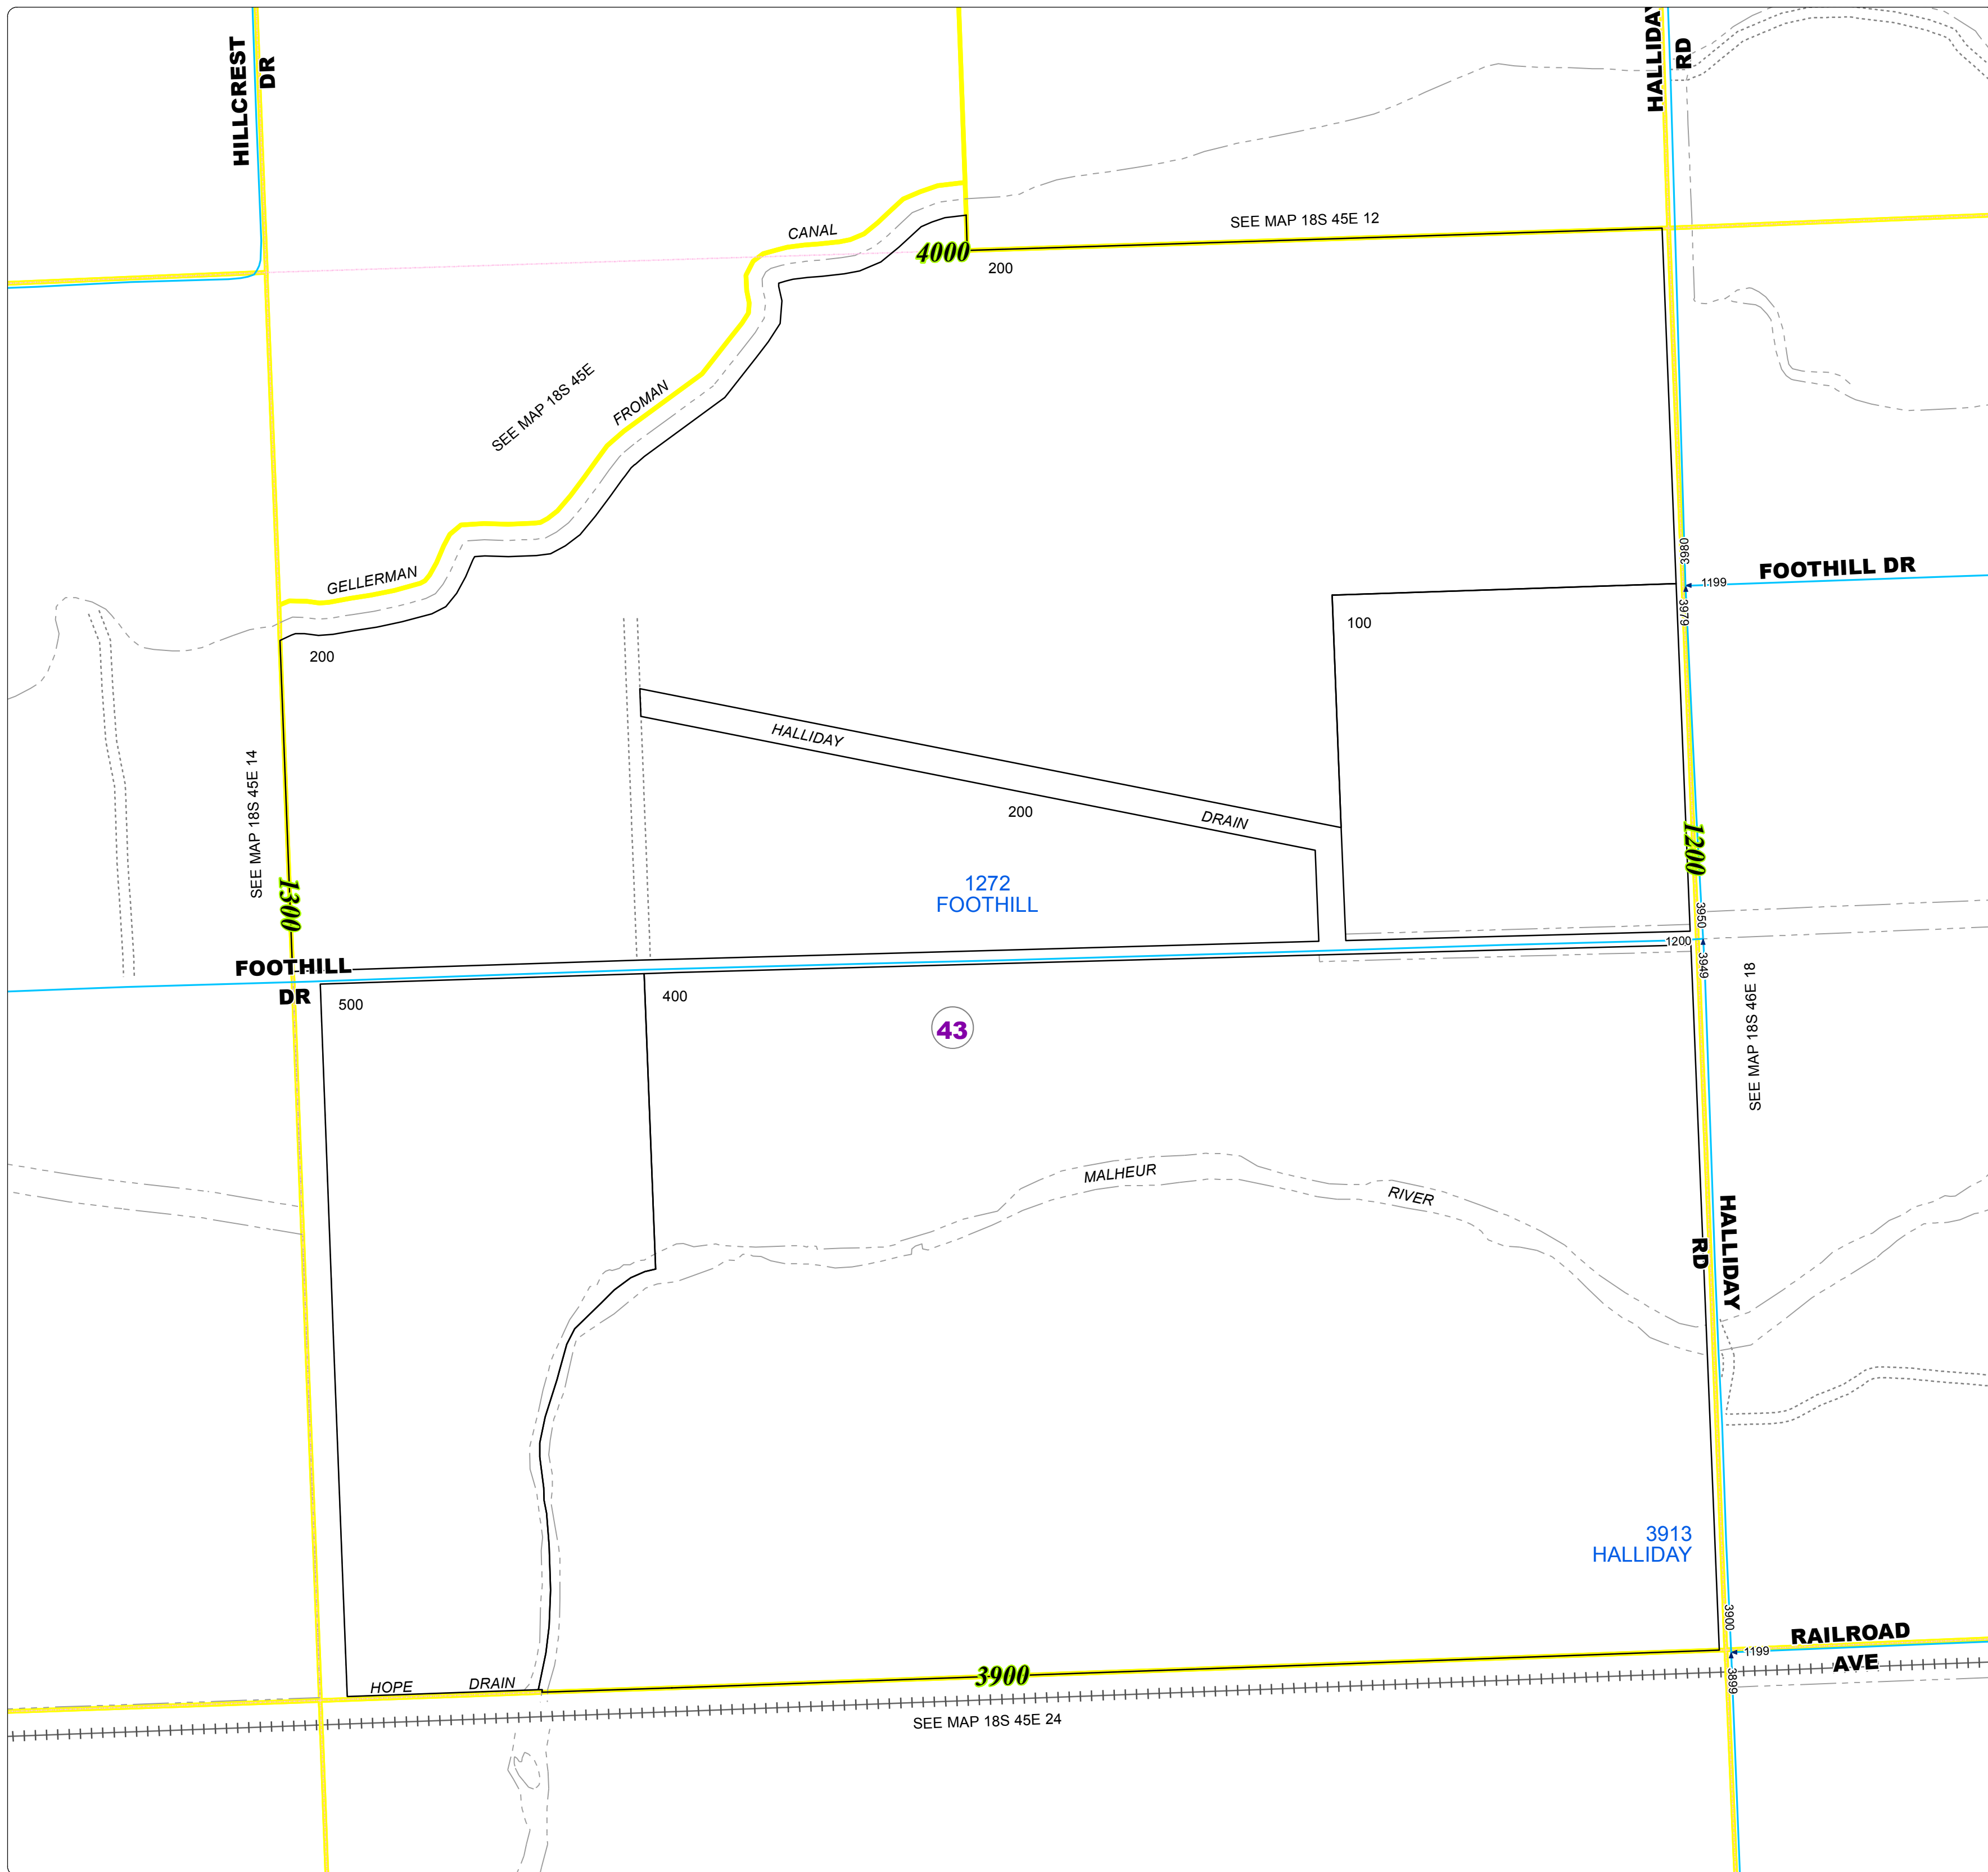 HILLCREST
DR
HALLIDAY
RD
CANAL
SEE MAP 18S 45E 12
4000
200
SEE MAP 18S 45E
FROMAN
GELLERMAN
3980
FOOTHILL DR
1199
3979
100
200
HALLIDAY
DRAIN
200
SEE MAP 18S 45E 14
1200
1272
FOOTHILL
1300
3950
1200
3949
FOOTHILL
DR
500
400
43
SEE MAP 18S 46E 18
MALHEUR
RIVER
HALLIDAY
RD
3913
HALLIDAY
3900
RAILROAD
AVE
1199
3899
HOPE
DRAIN
3900
SEE MAP 18S 45E 24